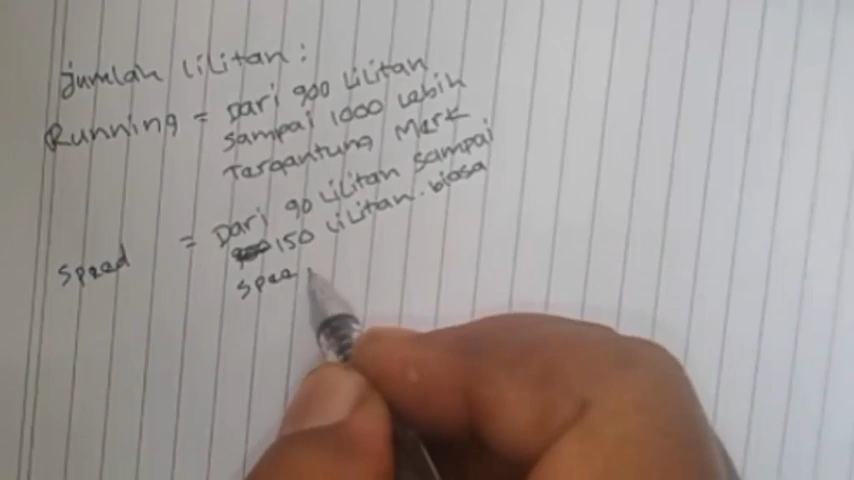 Jumlah Lilitan :
Running = Dari 900 Lilitan
sampai 1000 Lebih
Tergantung Merk
Speed = Dari 90 Lilitan sampai
150 Lilitan. biasa
spee